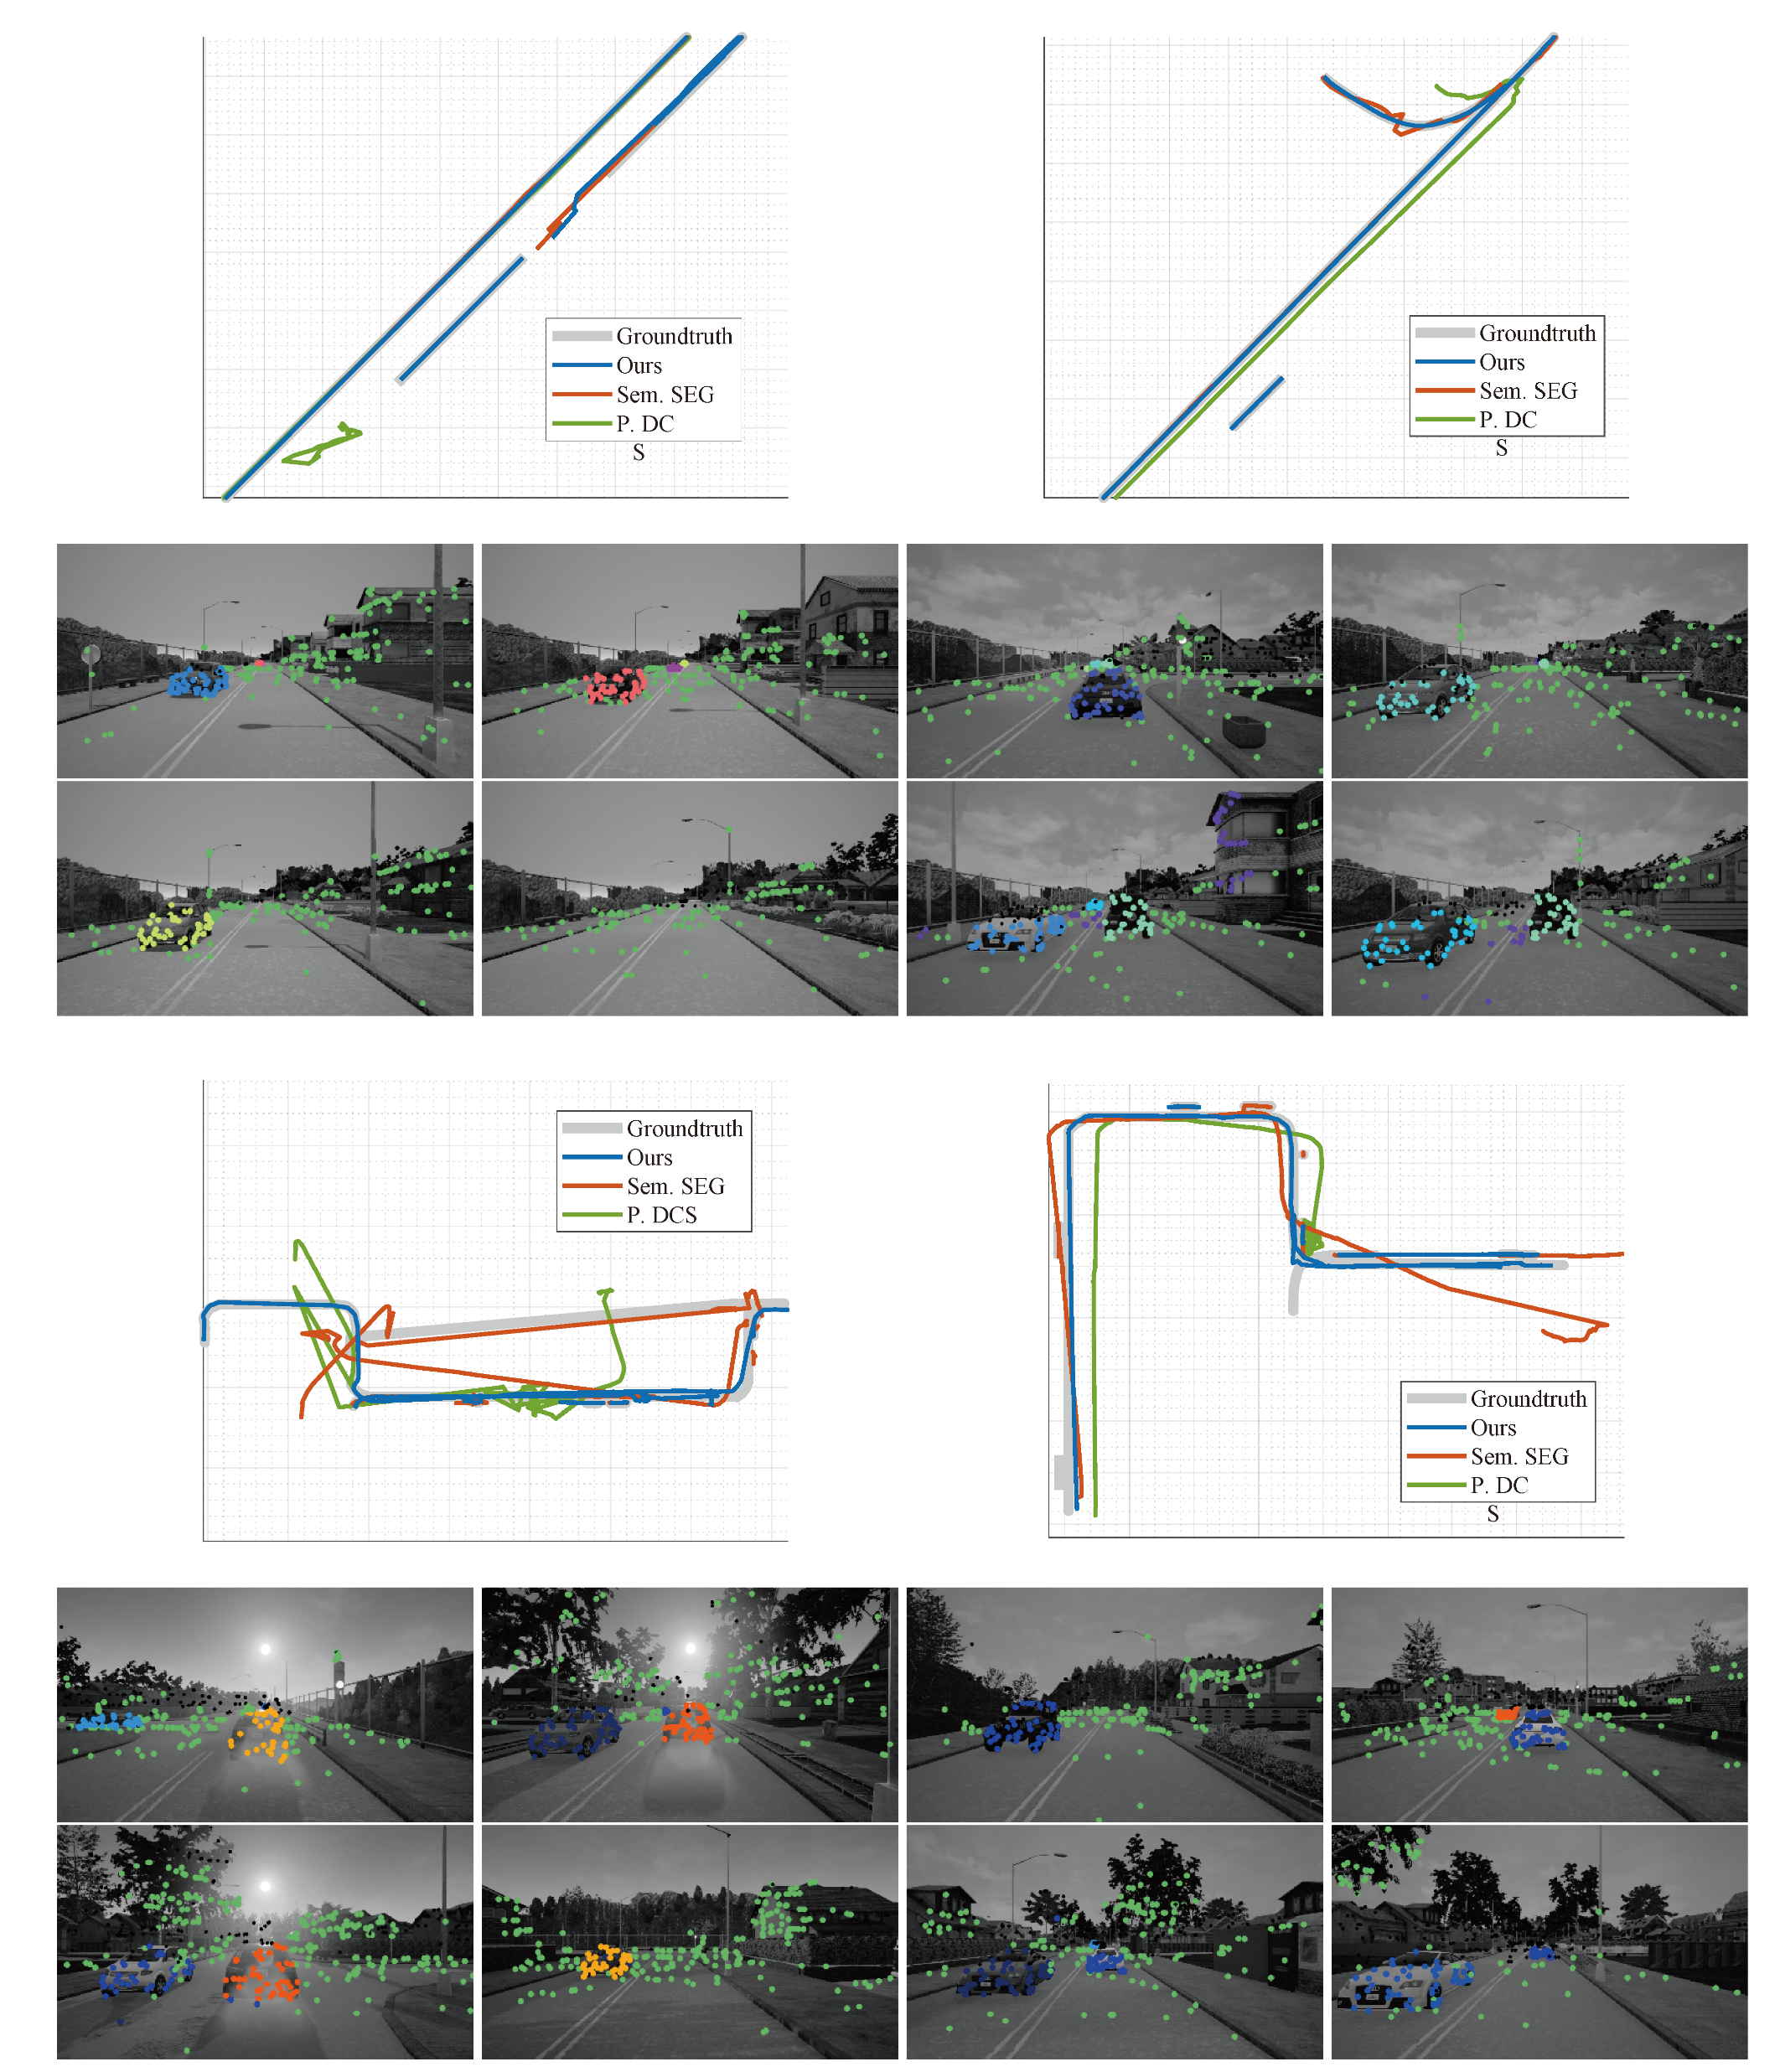 Groundtruth
Ours
Sem. SEG
P. DC
S
Groundtruth
Ours
Sem. SEG
P. DC
S
Groundtruth
Ours
Sem. SEG
P. DCS
Groundtruth
Ours
Sem. SEG
P. DC
S